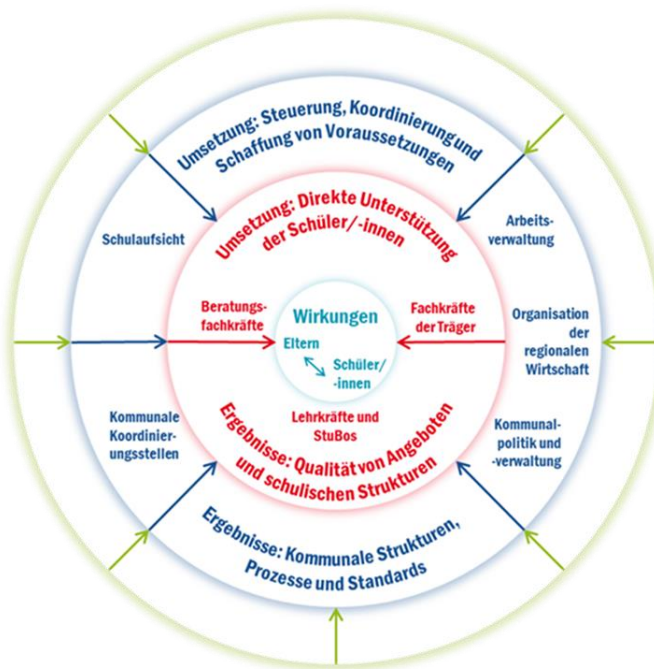 Umsetzung: Steuerung, Koordinierung und
Schaffung von Voraussetzungen
Umsetzung: Direkte Unterstützung
der Schüler/-innen
Schulaufsicht
Arbeits-
verwaltung
Beratungs-
fachkräfte
Wirkungen
Eltern
Schüler/
-innen
Fachkräfte
der Träger
Organisation
der
regionalen
Wirtschaft
Kommunale
Koordinier-
ungsstellen
Lehrkräfte und
StuBos
Kommunal-
politik und
-verwaltung
Ergebnisse: Qualität von Angeboten
und schulischen Strukturen
Ergebnisse: Kommunale Strukturen,
Prozesse und Standards